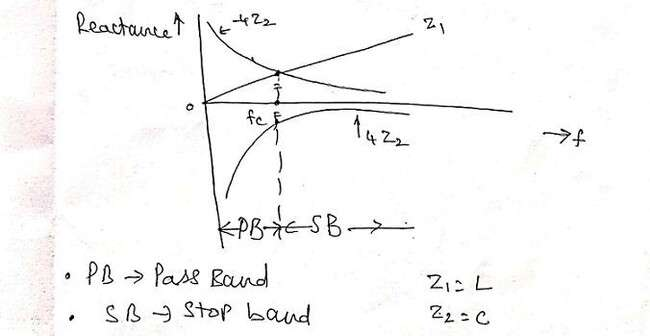 Reactance↑
←-4Z2
Z1
0
fc
→f
↑4Z2
←PB→←SB→
• PB → Pass Band
Z1 = L
• SB → Stop band
Z2 = C